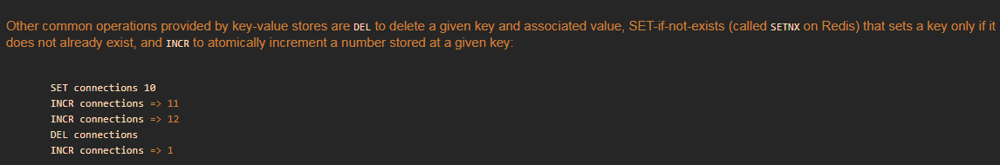 Other common operations provided by key-value stores are DEL to delete a given key and associated value, SET-if-not-exists (called SETNX on Redis) that sets a key only if it
does not already exist, and INCR to atomically increment a number stored at a given key:
SET connections 10
INCR connections => 11
INCR connections => 12
DEL connections
INCR connections => 1